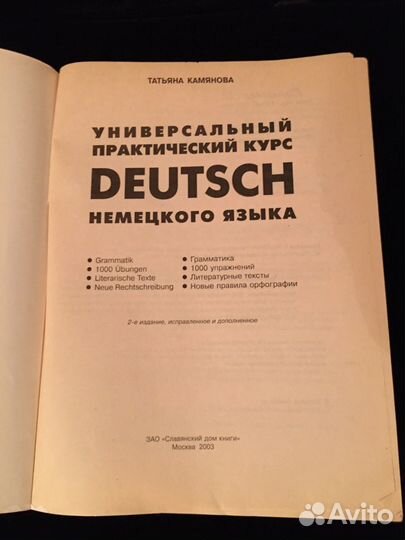 ТАТЬЯНА КАМЯНОВА
УНИВЕРСАЛЬНЫЙ
ПРАКТИЧЕСКИЙ КУРС
DEUTSCH
НЕМЕЦКОГО ЯЗЫКА
● Grammatik
● 1000 Übungen
● Literarische Texte
● Neue Rechtschreibung
● Грамматика
● 1000 упражнений
● Литературные тексты
● Новые правила орфографии
2-е издание, исправленное и дополненное
ЗАО «Славянский дом книги»
Москва 2003
Avito